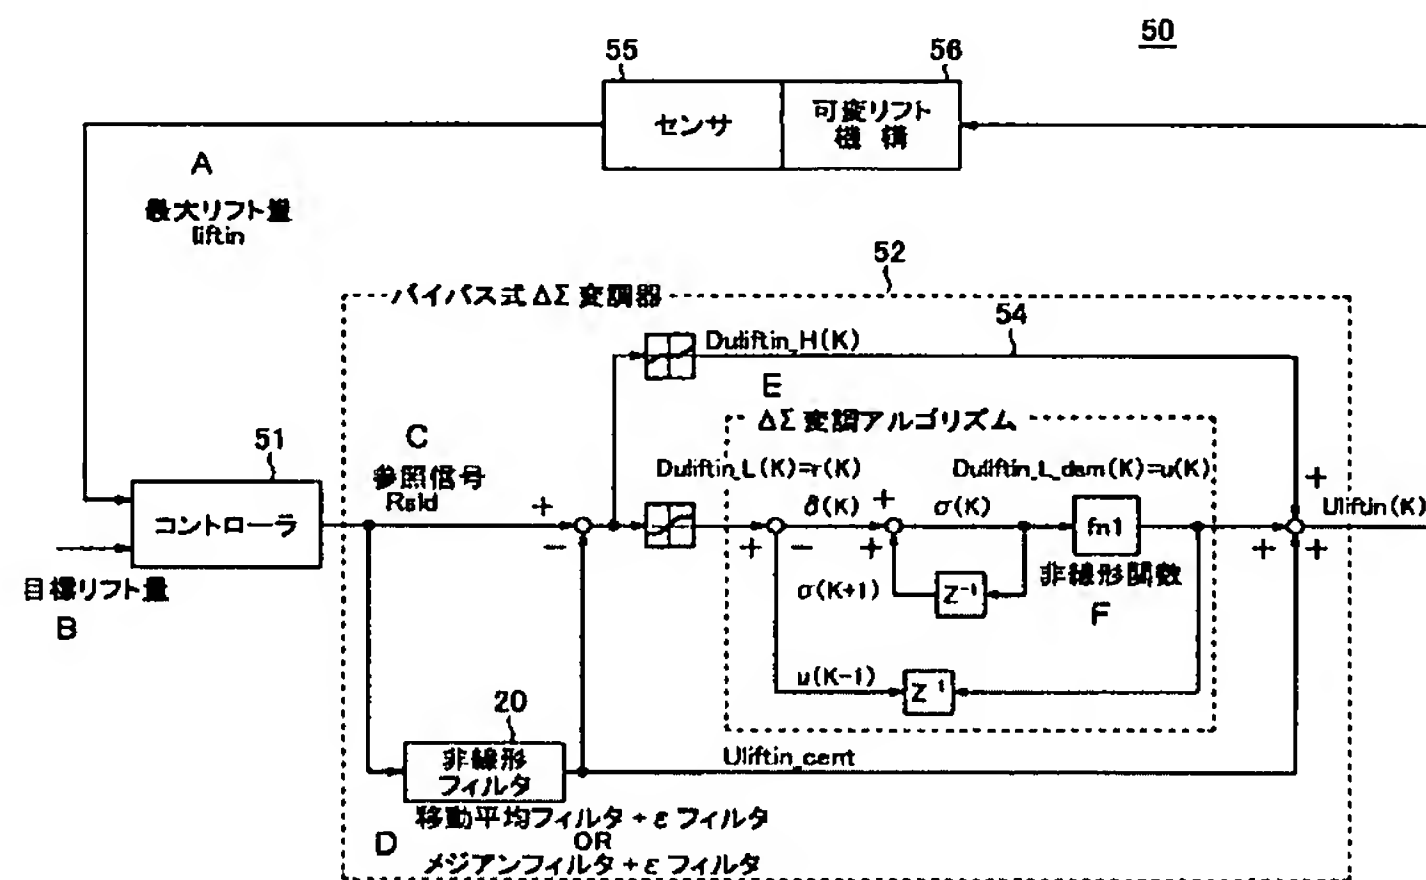 50
55
56
センサ
可変リフト
機構
A
最大リフト量
liftin
52
バイパス式ΔΣ変調器
54
Duliftin_H(K)
E
ΔΣ変調アルゴリズム
51
C
参照信号
Rsld
コントローラ
目標リフト量
B
+
−
Duliftin_L(K)=r(K)
Duliftin_L_dsm(K)=u(K)
δ(K)
+
σ(K)
fn1
+
−
+
非線形関数
F
σ(K+1)
Z⁻¹
u(K−1)
Z⁻¹
+
Uliftin(K)
+
+
20
非線形
フィルタ
Uliftin_cent
D
移動平均フィルタ+εフィルタ
OR
メジアンフィルタ+εフィルタ